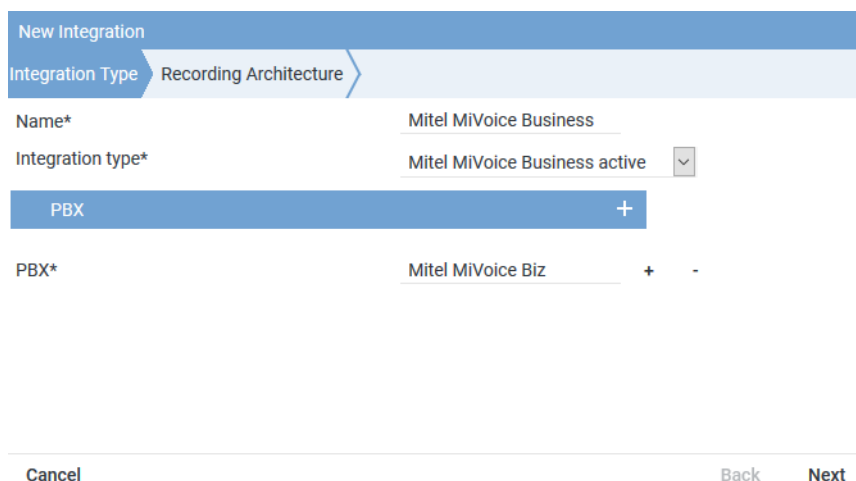 New Integration
Integration Type Recording Architecture
Name* Mitel MiVoice Business
Integration type* Mitel MiVoice Business active
PBX +
PBX* Mitel MiVoice Biz + -
Cancel Back Next